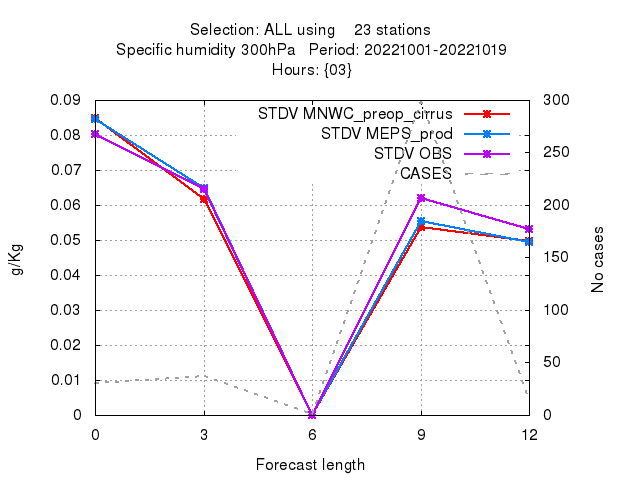 Selection: ALL using 23 stations
Specific humidity 300hPa Period: 20221001-20221019
Hours: {03}
STDV MNWC_preop_cirrus
STDV MEPS_prod
STDV OBS
CASES
0.09
0.08
0.07
0.06
0.05
0.04
0.03
0.02
0.01
0
g/Kg
300
250
200
150
100
50
0
No cases
0 3 6 9 12
Forecast length